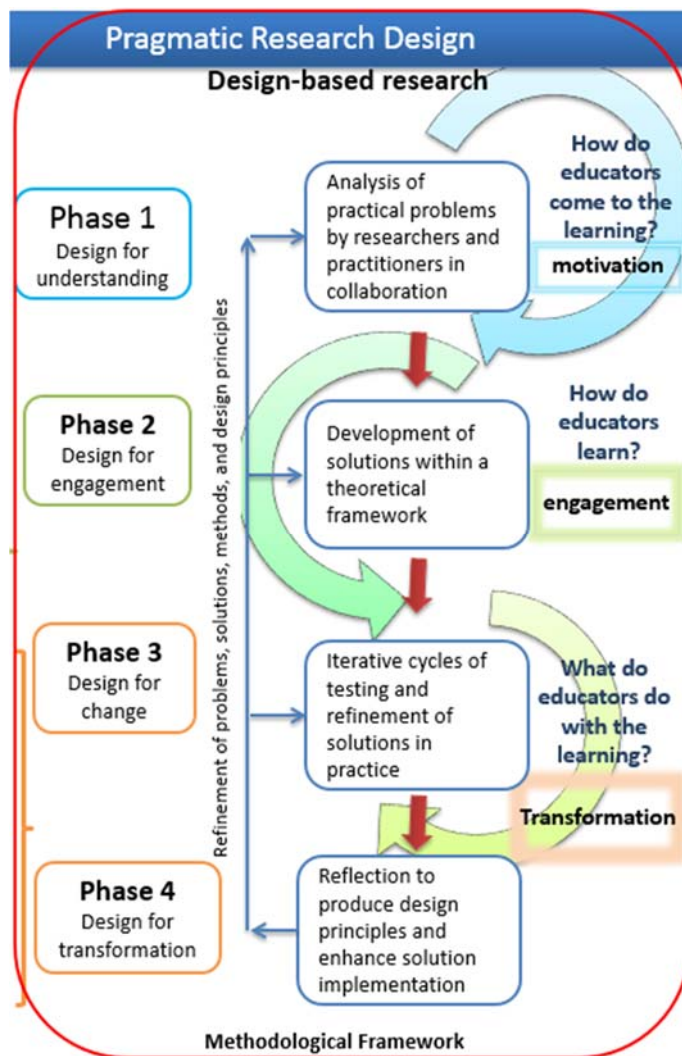 Pragmatic Research Design
Design-based research
Phase 1
Design for
understanding
Analysis of
practical problems
by researchers and
practitioners in
collaboration
How do
educators
come to the
learning?
motivation
Refinement of problems, solutions, methods, and design principles
Phase 2
Design for
engagement
Development of
solutions within a
theoretical
framework
How do
educators
learn?
engagement
Phase 3
Design for
change
Iterative cycles of
testing and
refinement of
solutions in
practice
What do
educators do
with the
learning?
Transformation
Phase 4
Design for
transformation
Reflection to
produce design
principles and
enhance solution
implementation
Methodological Framework